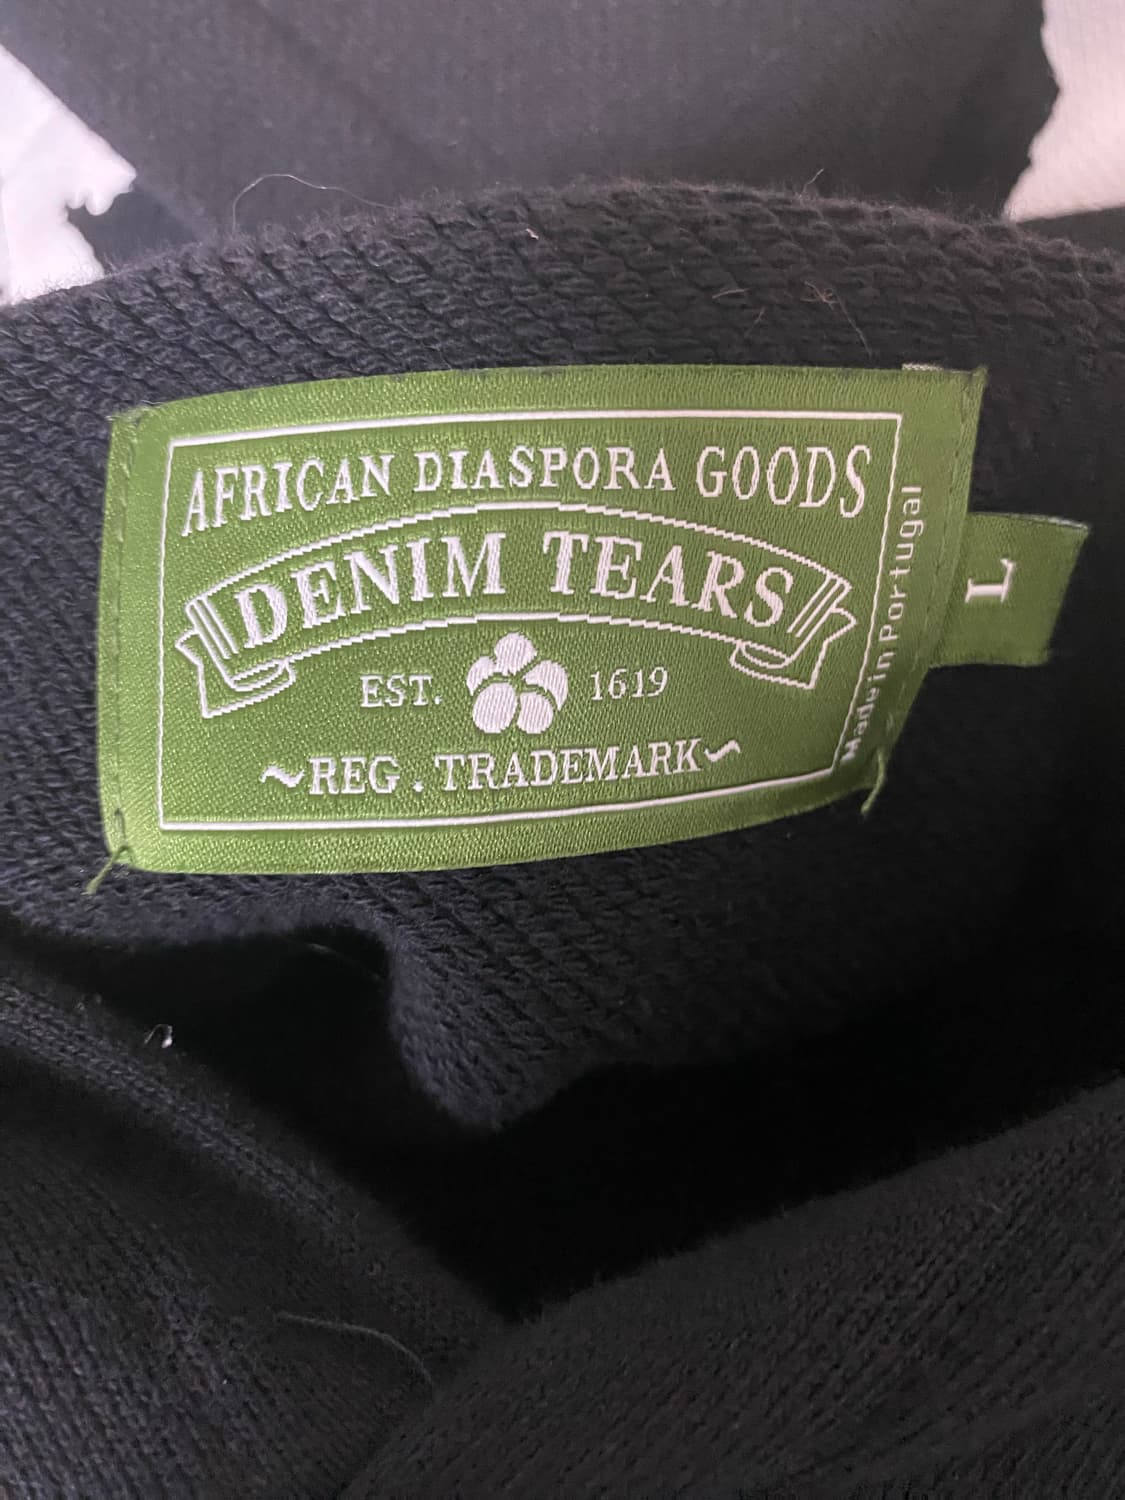 AFRICAN DIASPORA GOODS
DENIM TEARS
EST. 1619
~REG. TRADEMARK~
Made in Portugal
L